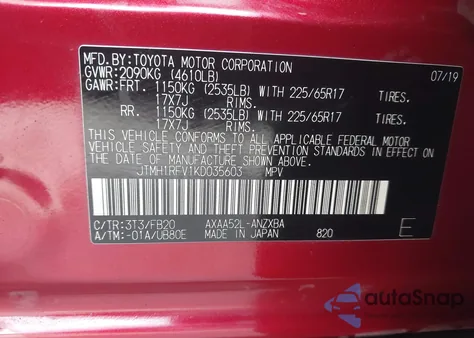 MFD.BY:TOYOTA MOTOR CORPORATION 07/19
GVWR:2090KG (4610LB)
GAWR:FRT. 1150KG (2535LB) WITH 225/65R17 TIRES.
17X7J RIMS.
RR. 1150KG (2535LB) WITH 225/65R17 TIRES.
17X7J RIMS.
THIS VEHICLE CONFORMS TO ALL APPLICABLE FEDERAL MOTOR
VEHICLE SAFETY AND THEFT PREVENTION STANDARDS IN EFFECT
ON THE DATE OF MANUFACTURE SHOWN ABOVE.
JTMH1RFV1KD035603 MPV
C/TR:3T3/FB20 AXAA52L-ANZXBA
A/TM:-01A/UB80E MADE IN JAPAN 820 E
autoSnap